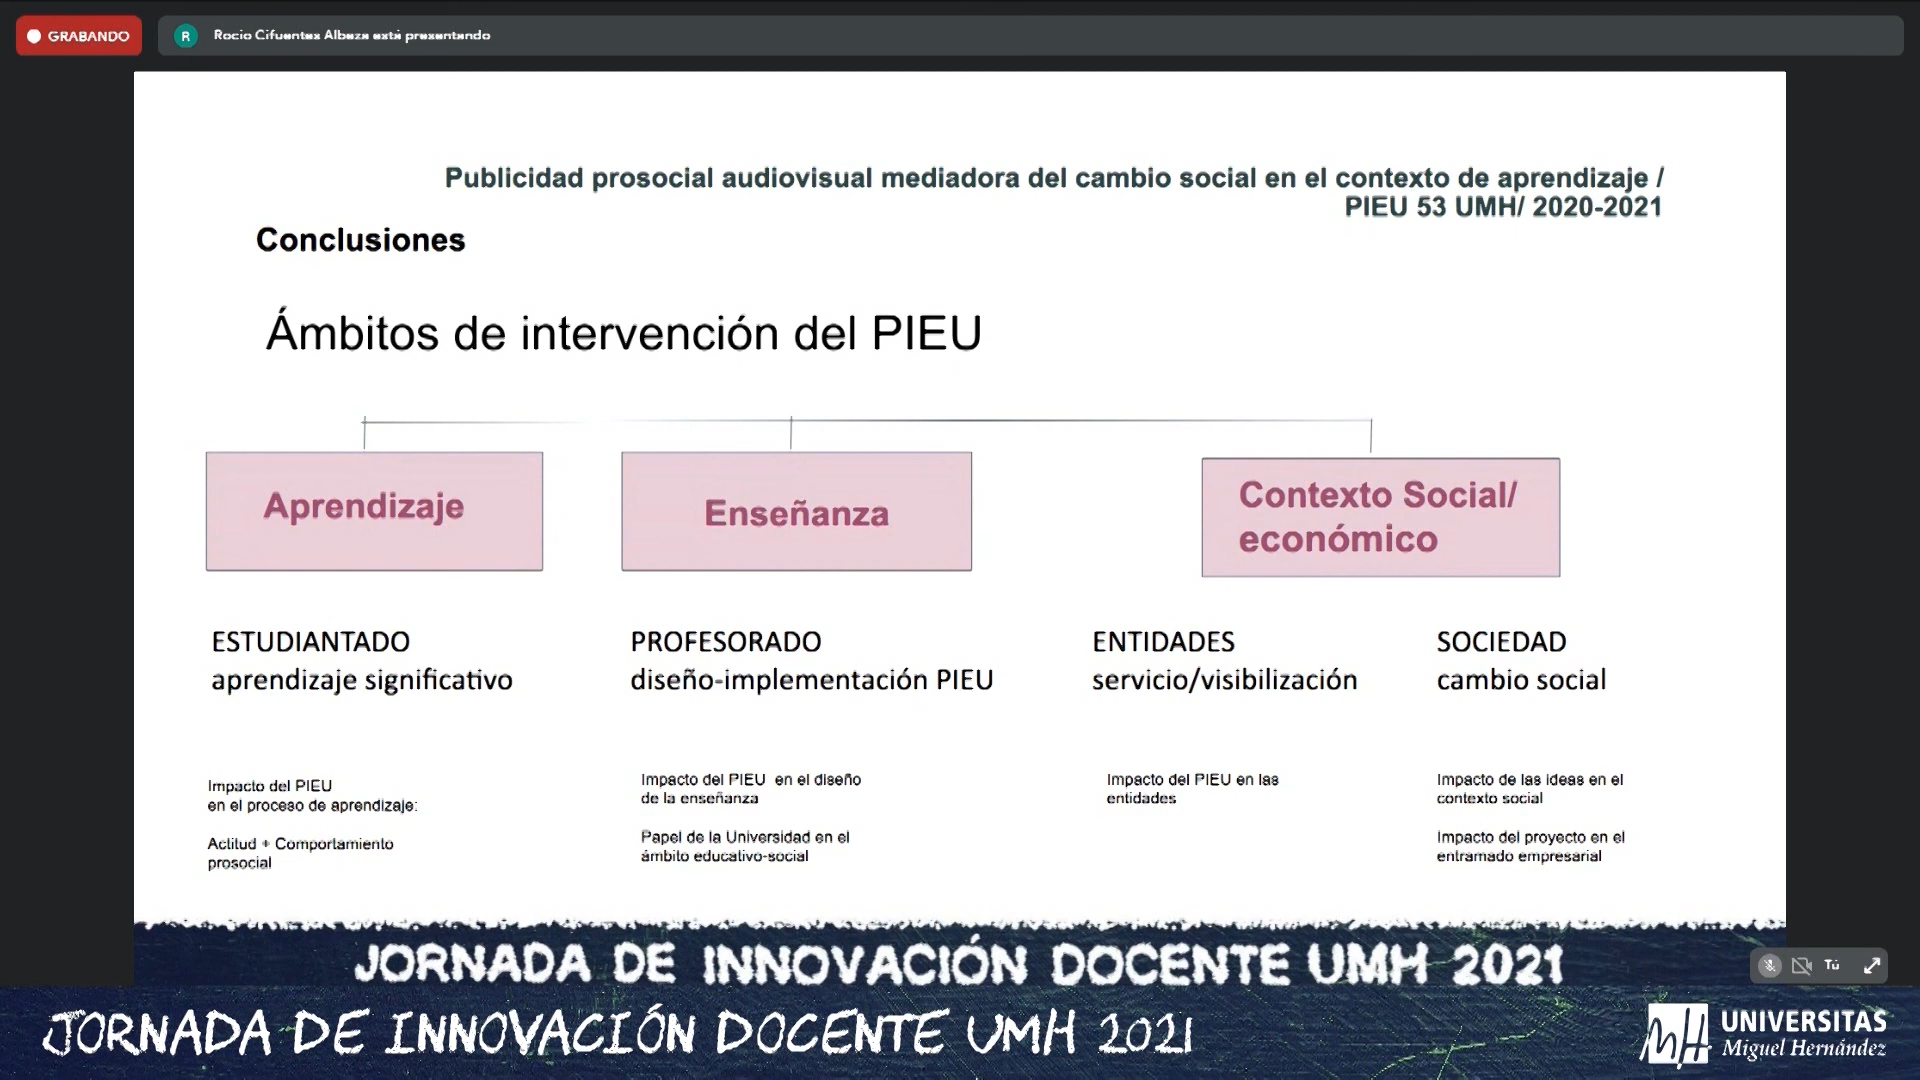 GRABANDO
R
Rocio Cifuentes Albeza está presentando
Publicidad prosocial audiovisual mediadora del cambio social en el contexto de aprendizaje /
PIEU 53 UMH/ 2020-2021
Conclusiones
Ámbitos de intervención del PIEU
Aprendizaje
Enseñanza
Contexto Social/
económico
ESTUDIANTADO
aprendizaje significativo
PROFESORADO
diseño-implementación PIEU
ENTIDADES
servicio/visibilización
SOCIEDAD
cambio social
Impacto del PIEU
en el proceso de aprendizaje:
Actitud + Comportamiento
prosocial
Impacto del PIEU en el diseño
de la enseñanza
Papel de la Universidad en el
ámbito educativo-social
Impacto del PIEU en las
entidades
Impacto de las ideas en el
contexto social
Impacto del proyecto en el
entramado empresarial
JORNADA DE INNOVACIÓN DOCENTE UMH 2021
Tú
JORNADA DE INNOVACIÓN DOCENTE UMH 2021
UNIVERSITAS
Miguel Hernández